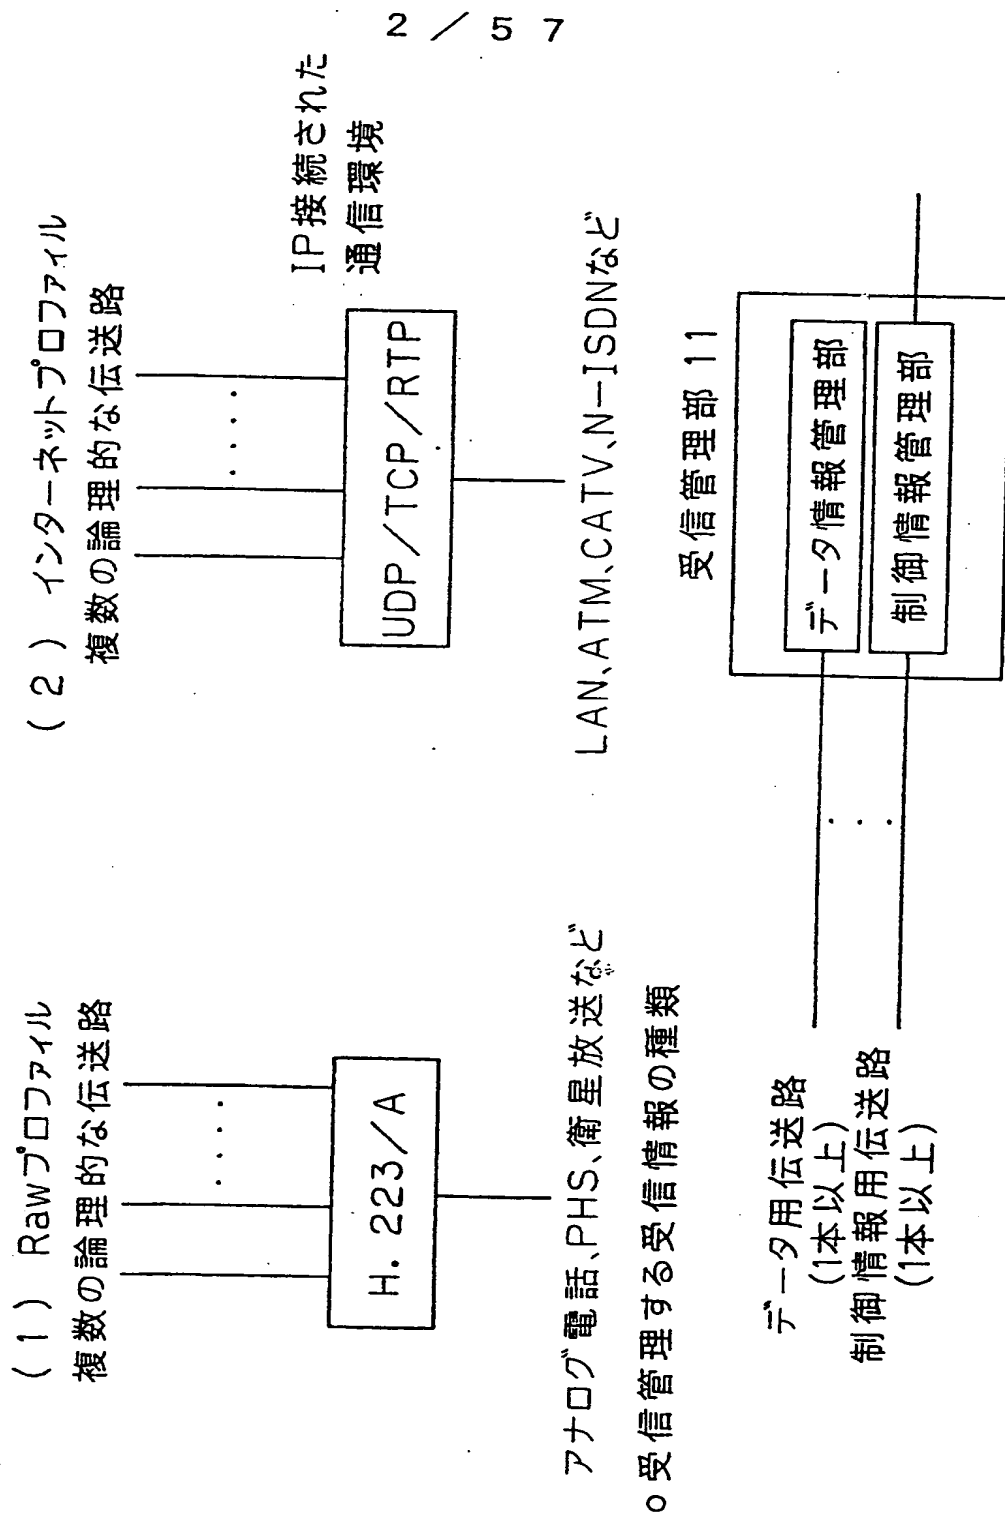 2/57
(1) Rawプロファイル
複数の論理的な伝送路
H. 223/A
アナログ電話、PHS、衛星放送など
(2) インターネットプロファイル
複数の論理的な伝送路
IP接続された
通信環境
UDP/TCP/RTP
LAN、ATM、CATV、N-ISDNなど
○受信管理する受信情報の種類
データ用伝送路
(1本以上)
制御情報用伝送路
(1本以上)
受信管理部 11
データ情報管理部
制御情報管理部